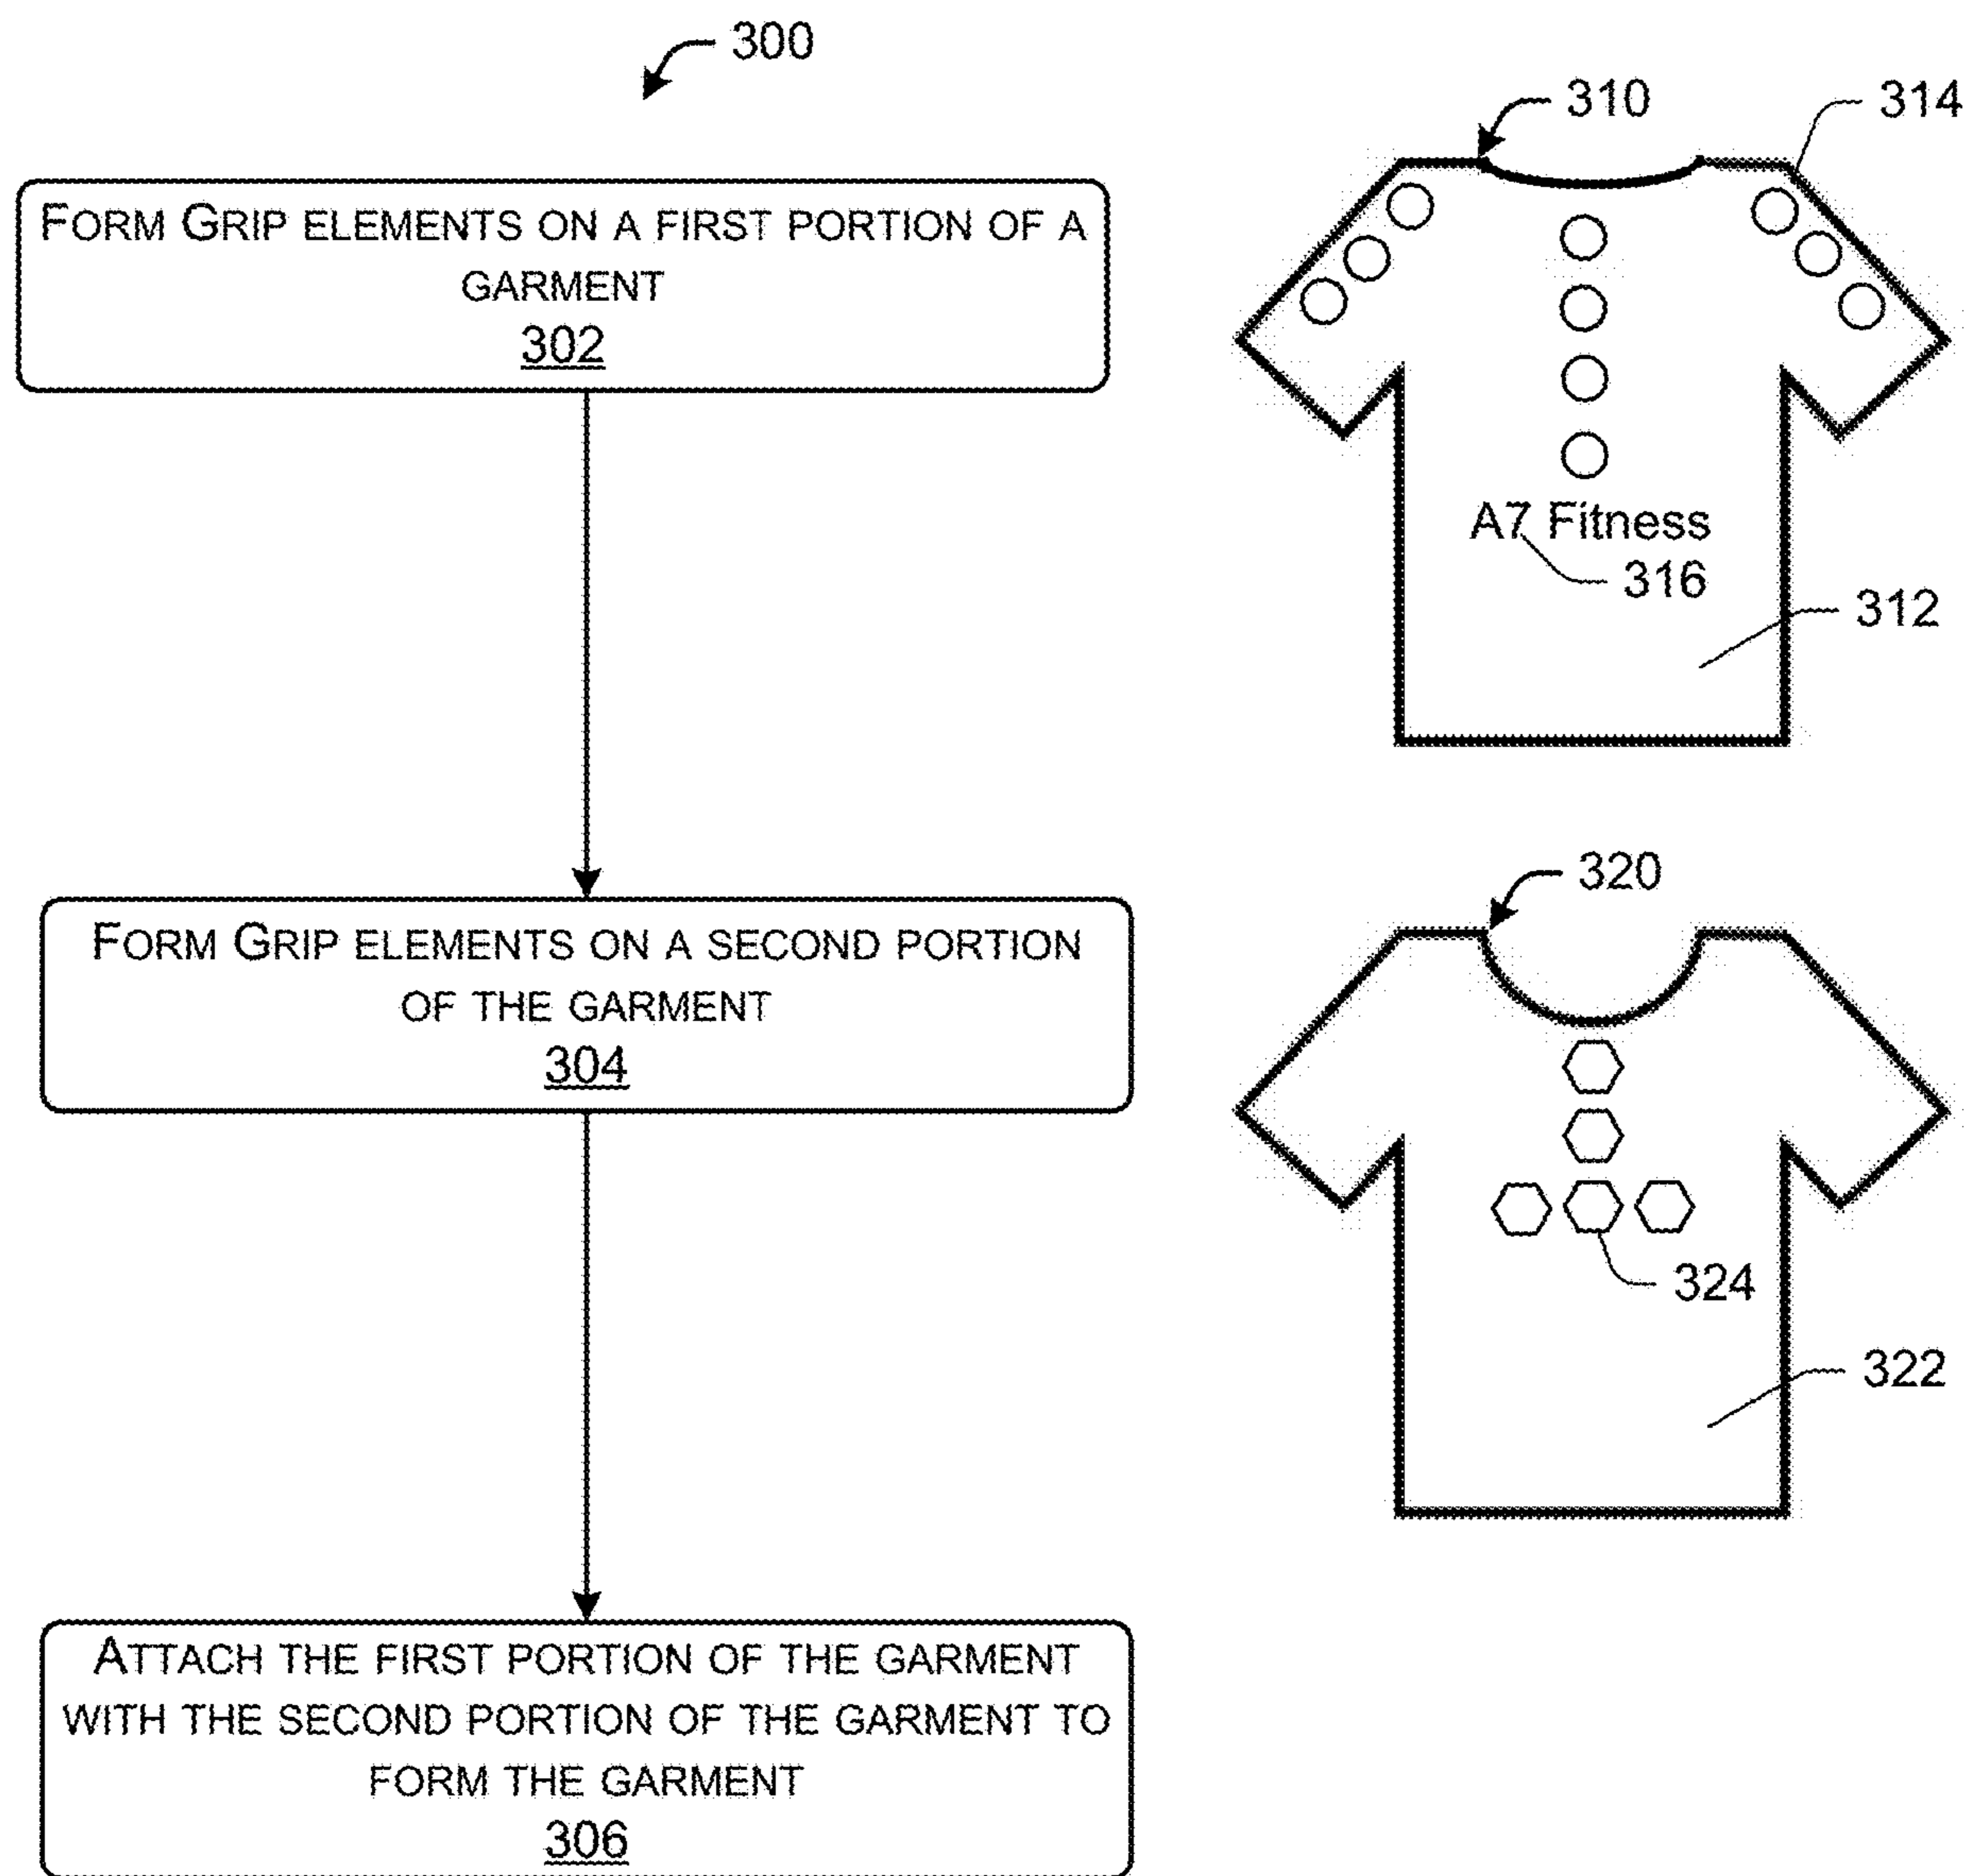 300
FORM GRIP ELEMENTS ON A FIRST PORTION OF A
GARMENT
302
310
314
A7 Fitness
316
312
FORM GRIP ELEMENTS ON A SECOND PORTION
OF THE GARMENT
304
320
324
322
ATTACH THE FIRST PORTION OF THE GARMENT
WITH THE SECOND PORTION OF THE GARMENT TO
FORM THE GARMENT
306